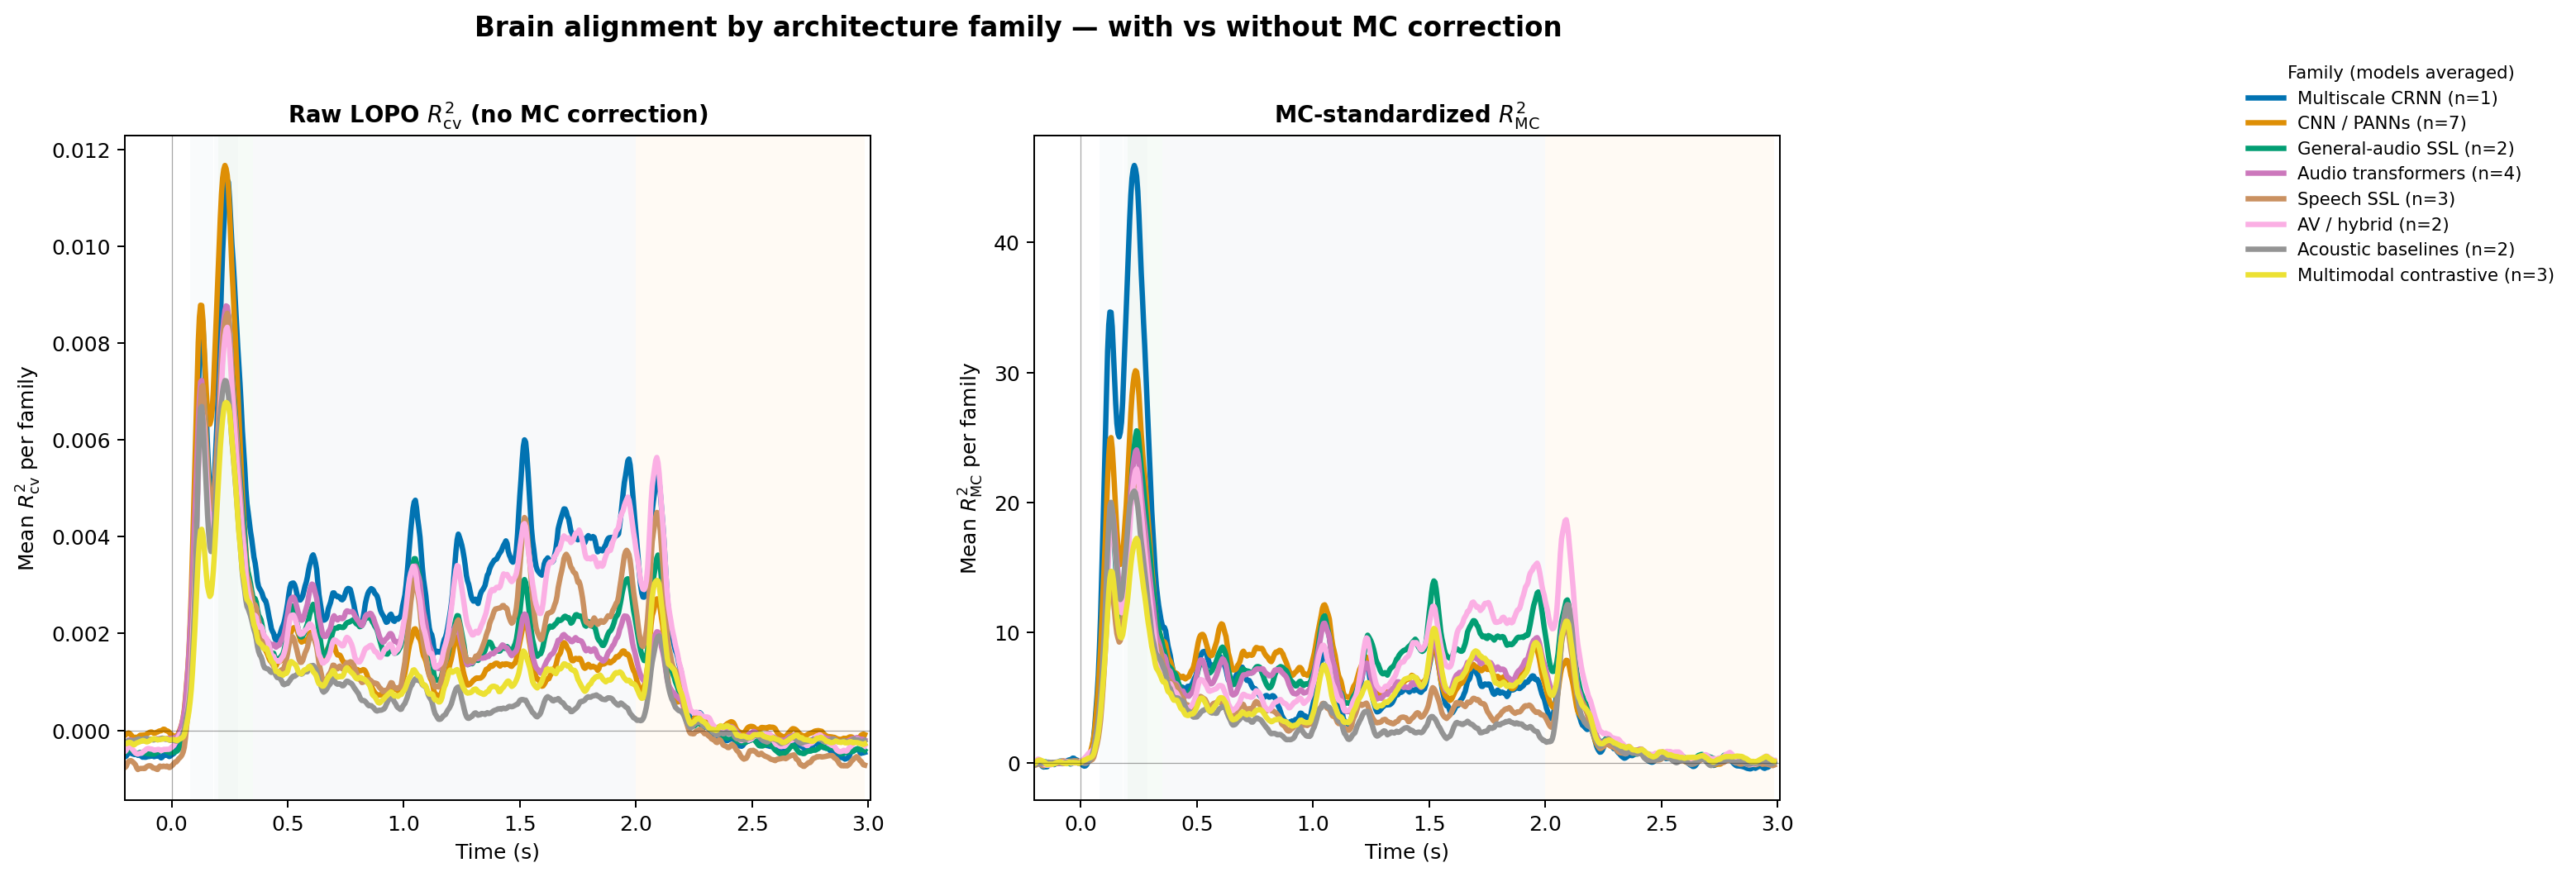 Brain alignment by architecture family — with vs without MC correction
Raw LOPO R²cv (no MC correction)
Mean R²cv per family
0.012
0.010
0.008
0.006
0.004
0.002
0.000
0.0 0.5 1.0 1.5 2.0 2.5 3.0
Time (s)
MC-standardized R²MC
Mean R²MC per family
40
30
20
10
0
0.0 0.5 1.0 1.5 2.0 2.5 3.0
Time (s)
Family (models averaged)
Multiscale CRNN (n=1)
CNN / PANNs (n=7)
General-audio SSL (n=2)
Audio transformers (n=4)
Speech SSL (n=3)
AV / hybrid (n=2)
Acoustic baselines (n=2)
Multimodal contrastive (n=3)